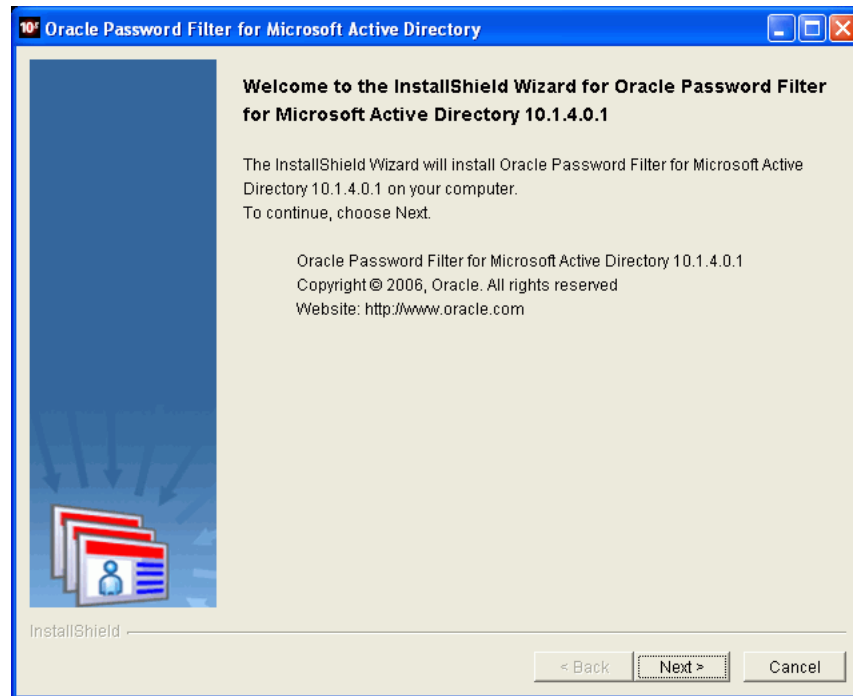 10g Oracle Password Filter for Microsoft Active Directory
Welcome to the InstallShield Wizard for Oracle Password Filter
for Microsoft Active Directory 10.1.4.0.1
The InstallShield Wizard will install Oracle Password Filter for Microsoft Active
Directory 10.1.4.0.1 on your computer.
To continue, choose Next.
Oracle Password Filter for Microsoft Active Directory 10.1.4.0.1
Copyright © 2006, Oracle. All rights reserved
Website: http://www.oracle.com
InstallShield
< Back Next > Cancel